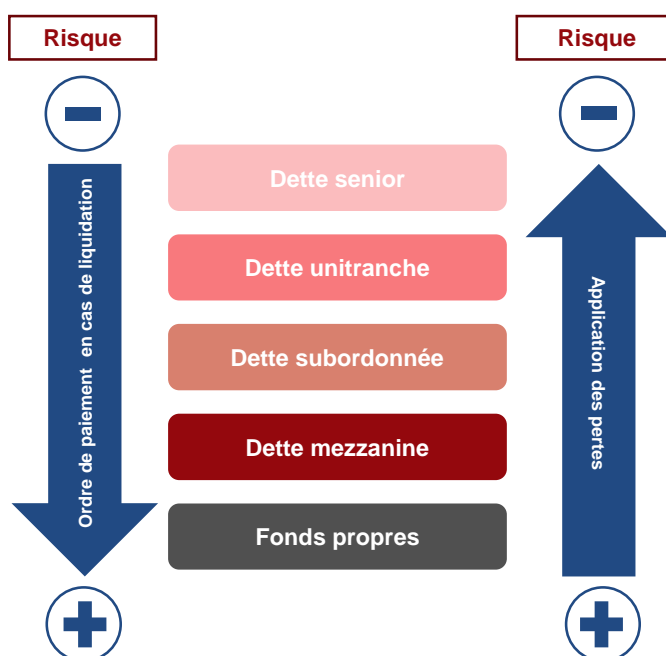 Risque
Risque
Dette senior
Dette unitranche
Dette subordonnée
Dette mezzanine
Fonds propres
Ordre de paiement en cas de liquidation
Application des pertes